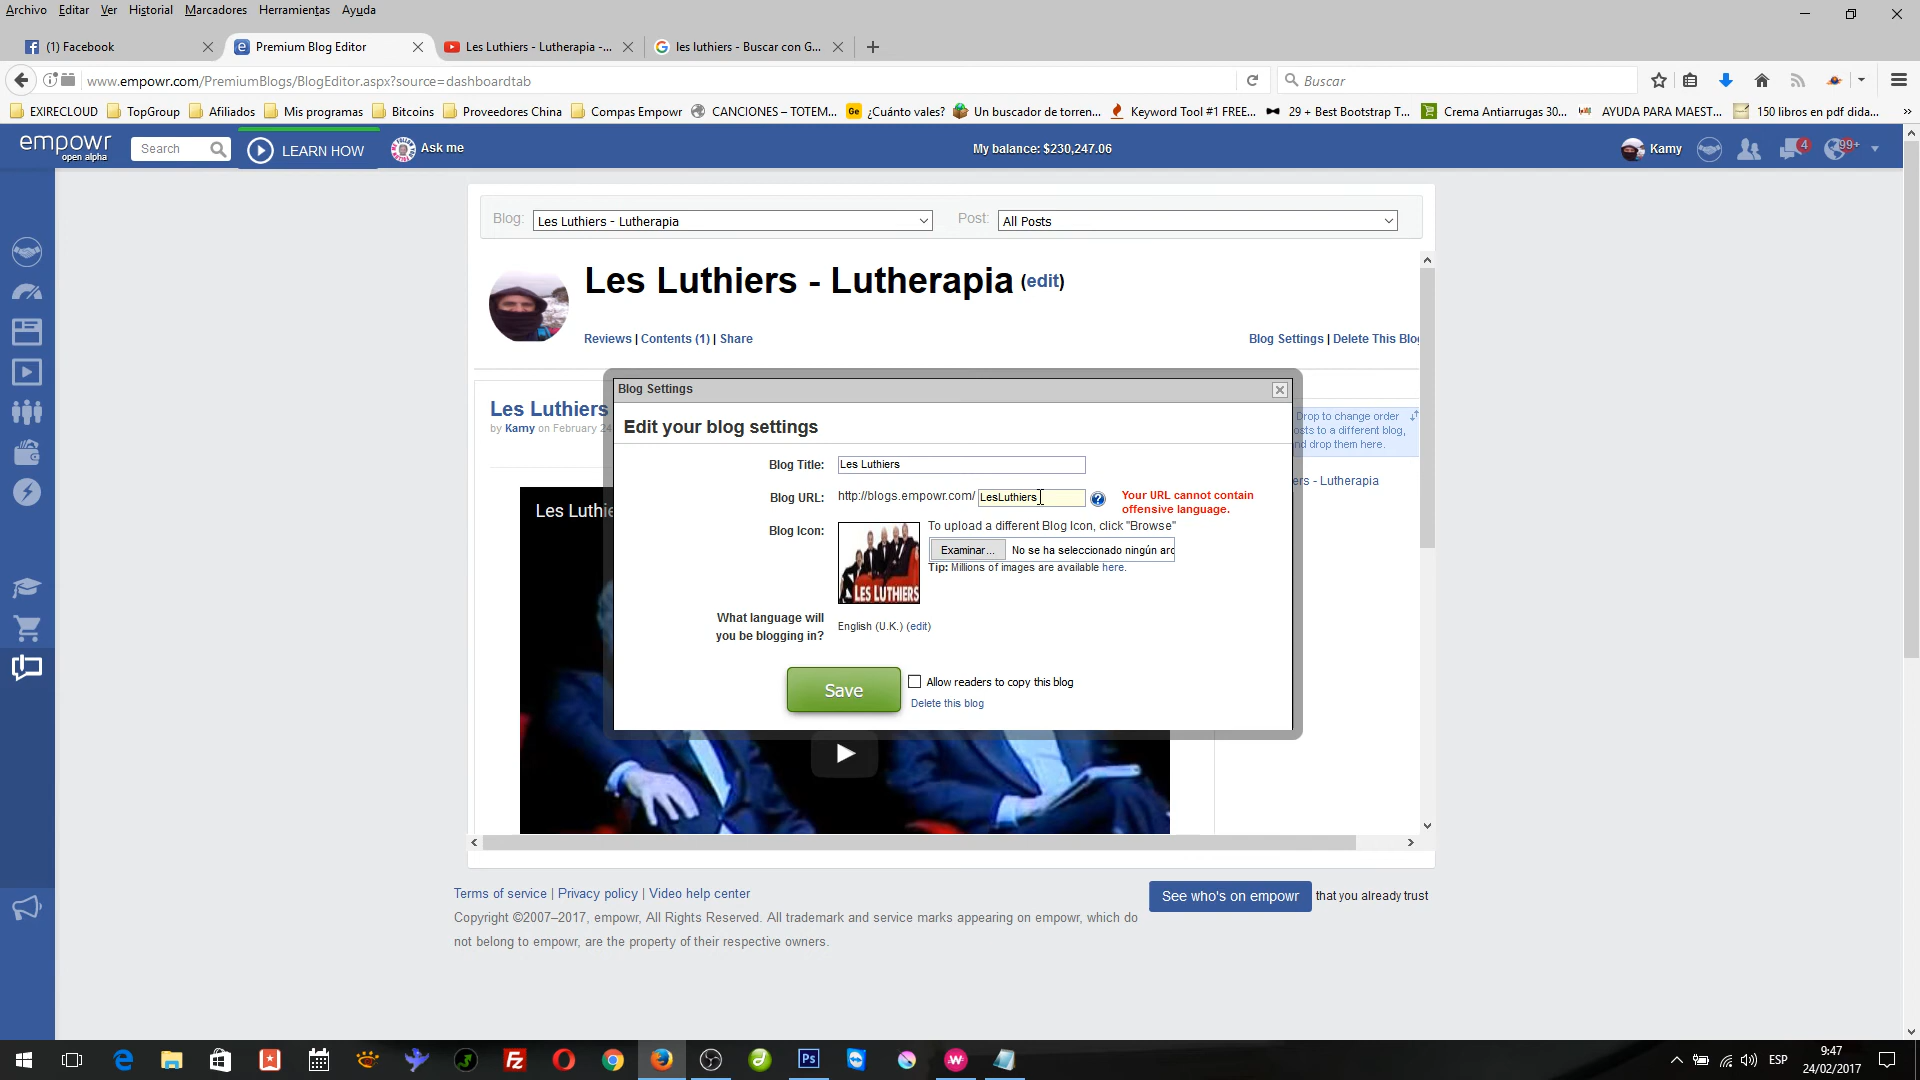 Archivo Editar Ver Historial Marcadores Herramientas Ayuda
(1) Facebook
Premium Blog Editor
Les Luthiers - Lutherapia -...
les luthiers - Buscar con G...
www.empowr.com/PremiumBlogs/BlogEditor.aspx?source=dashboardtab
Buscar
EXIRECLOUD TopGroup Afiliados Mis programas Bitcoins Proveedores China Compas Empowr CANCIONES – TOTEM... Ge ¿Cuánto vales? Un buscador de torren... Keyword Tool #1 FREE... 29 + Best Bootstrap T... Crema Antiarrugas 30... AYUDA PARA MAEST... 150 libros en pdf dida...
empowr
open alpha
Search
LEARN HOW
Ask me
My balance: $230,247.06
Kamy
4
99+
Blog: Les Luthiers - Lutherapia
Post: All Posts
Les Luthiers - Lutherapia (edit)
Reviews | Contents (1) | Share
Blog Settings | Delete This Blog
Les Luthiers
by Kamy on February 24
Les Luthie
Drop to change order
osts to a different blog,
nd drop them here.
ers - Lutherapia
Blog Settings
Edit your blog settings
Blog Title: Les Luthiers
Blog URL: http://blogs.empowr.com/ LesLuthiers
Your URL cannot contain
offensive language.
Blog Icon:
LES LUTHIERS
To upload a different Blog Icon, click "Browse"
Examinar... No se ha seleccionado ningún arc
Tip: Millions of images are available here.
What language will
you be blogging in?
English (U.K.) (edit)
Save
Allow readers to copy this blog
Delete this blog
Terms of service | Privacy policy | Video help center
Copyright ©2007–2017, empowr, All Rights Reserved. All trademark and service marks appearing on empowr, which do
not belong to empowr, are the property of their respective owners.
See who's on empowr that you already trust
Ps
ESP
9:47
24/02/2017